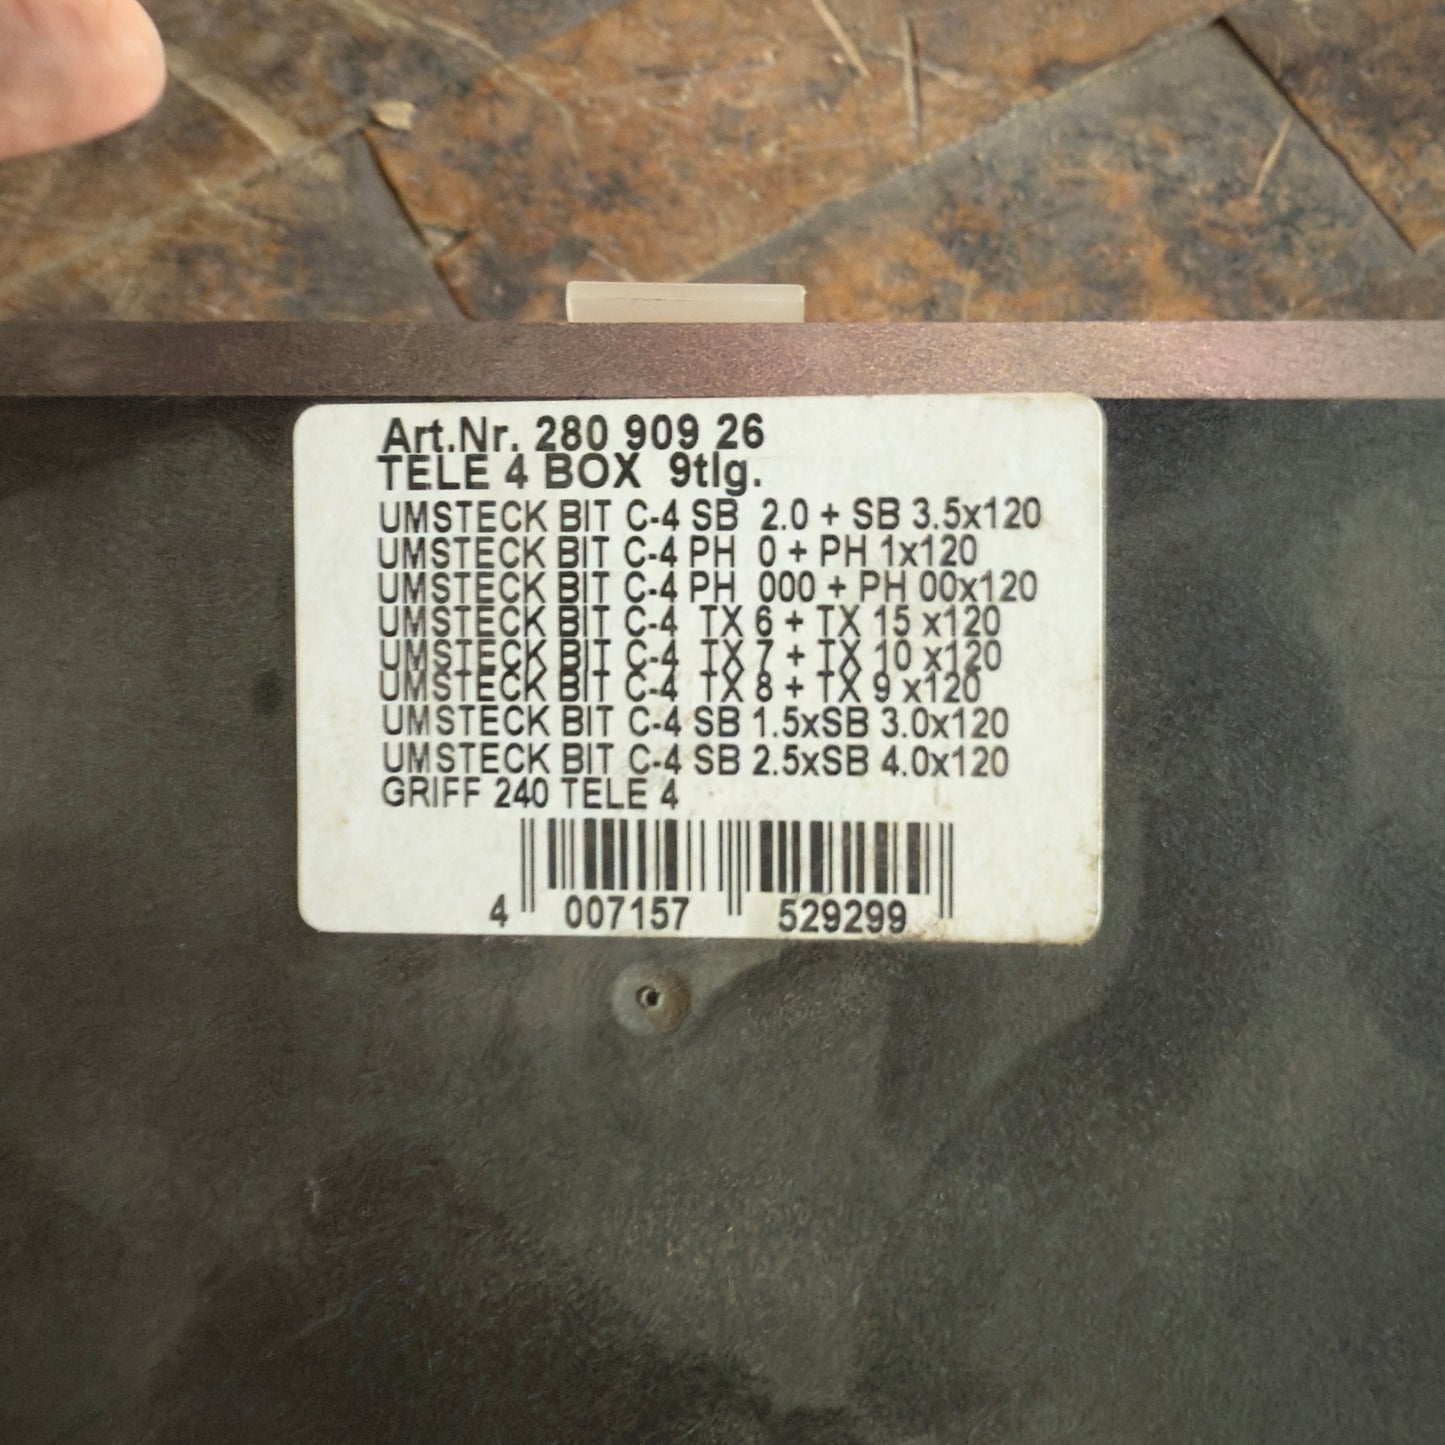 Art.Nr. 280 909 26
TELE 4 BOX 9tlg.
UMSTECK BIT C-4 SB 2.0 + SB 3.5x120
UMSTECK BIT C-4 PH 0 + PH 1x120
UMSTECK BIT C-4 PH 000 + PH 00x120
UMSTECK BIT C-4 TX 6 + TX 15 x120
UMSTECK BIT C-4 TX 7 + TX 10 x120
UMSTECK BIT C-4 TX 8 + TX 9 x120
UMSTECK BIT C-4 SB 1.5xSB 3.0x120
UMSTECK BIT C-4 SB 2.5xSB 4.0x120
GRIFF 240 TELE 4
4 007157 529299